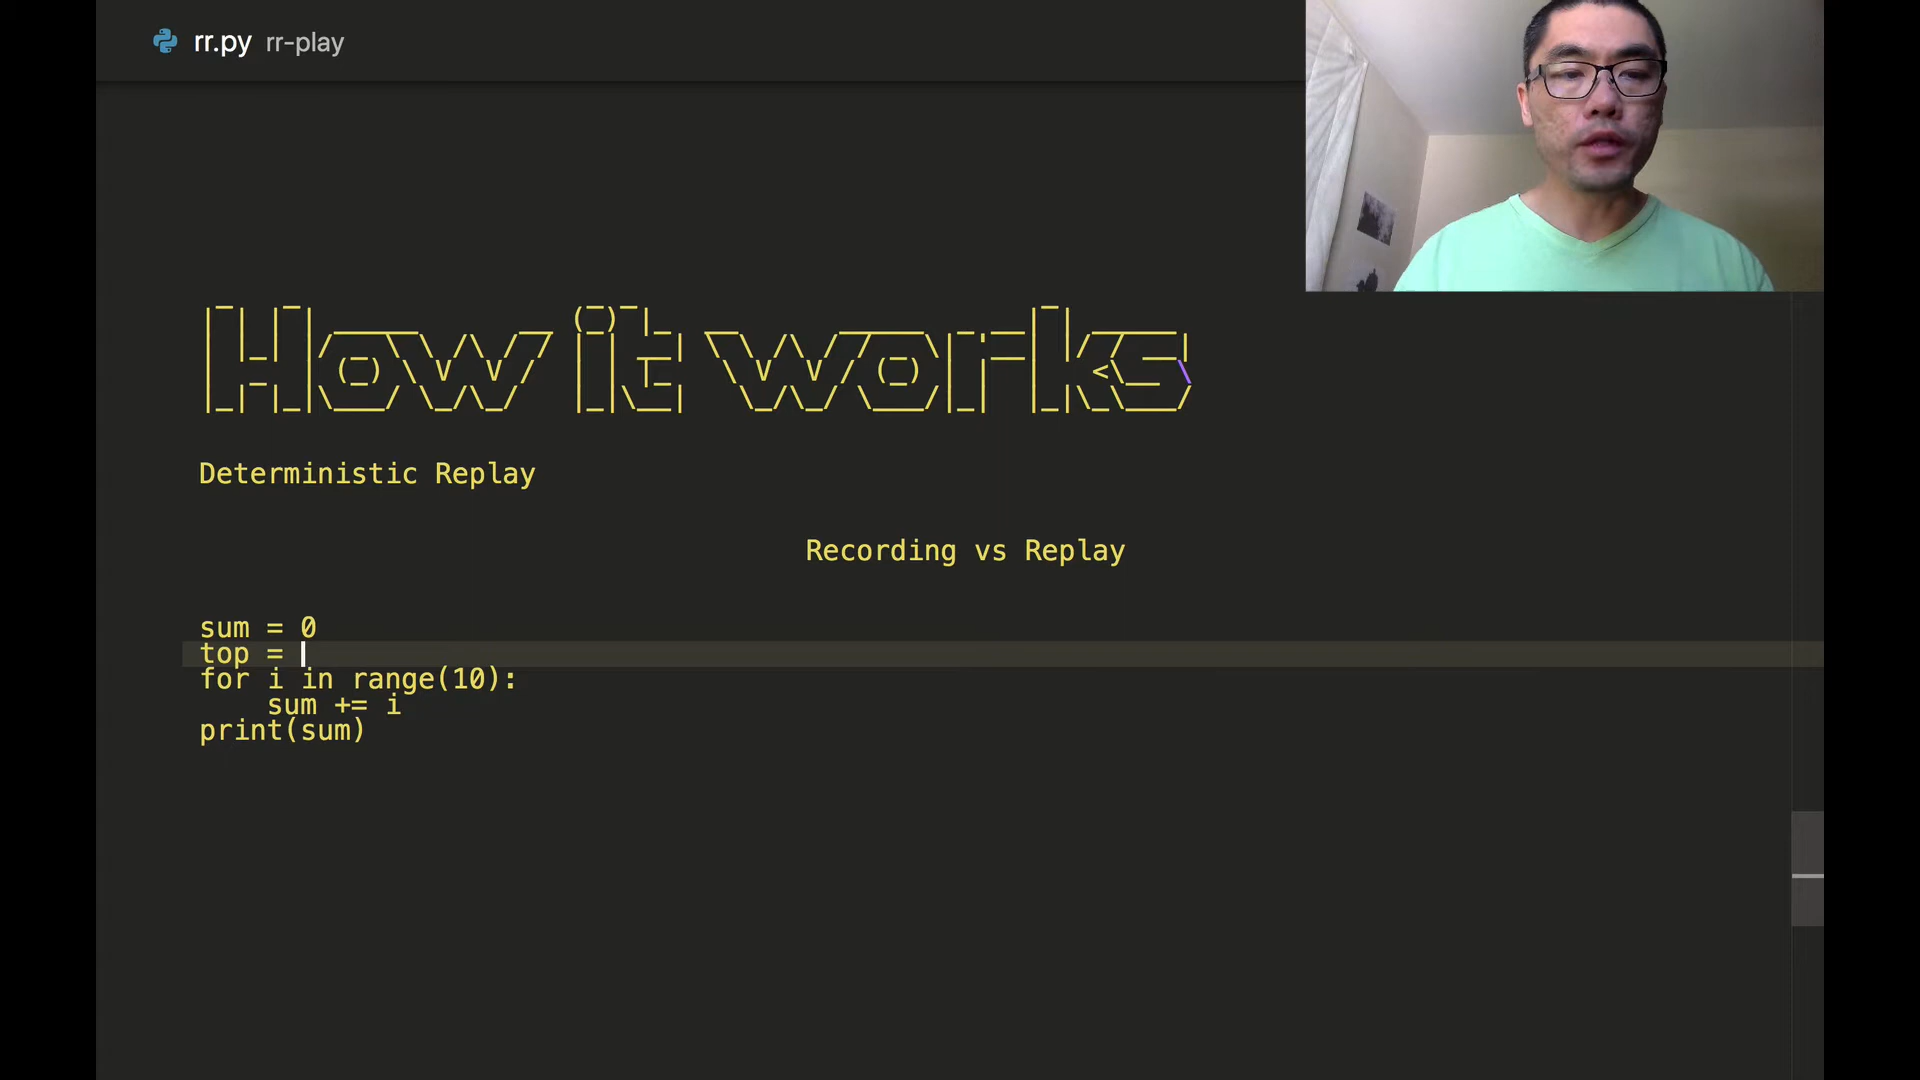 rr.py rr-play
How it works
Deterministic Replay
Recording vs Replay
sum = 0
top =
for i in range(10):
    sum += i
print(sum)